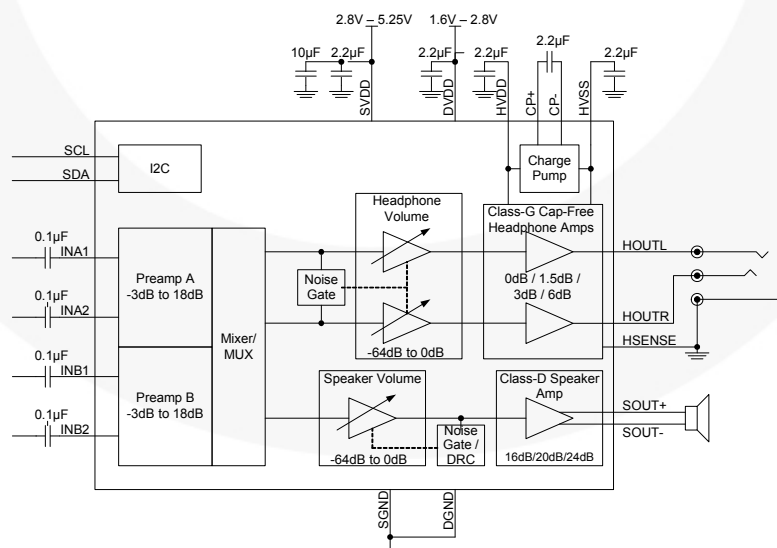 2.8V – 5.25V
1.6V – 2.8V
10µF
2.2µF
2.2µF
2.2µF
2.2µF
2.2µF
SVDD
DVDD
HVDD
CP+
CP-
HVSS
SCL
SDA
I2C
Charge
Pump
Headphone
Volume
Class-G Cap-Free
Headphone Amps
0.1µF
INA1
0.1µF
INA2
0.1µF
INB1
0.1µF
INB2
Preamp A
-3dB to 18dB
Preamp B
-3dB to 18dB
Mixer/
MUX
Noise
Gate
-64dB to 0dB
0dB / 1.5dB /
3dB / 6dB
HOUTL
HOUTR
HSENSE
Speaker Volume
-64dB to 0dB
Noise
Gate /
DRC
Class-D Speaker
Amp
16dB/20dB/24dB
SOUT+
SOUT-
SGND
DGND